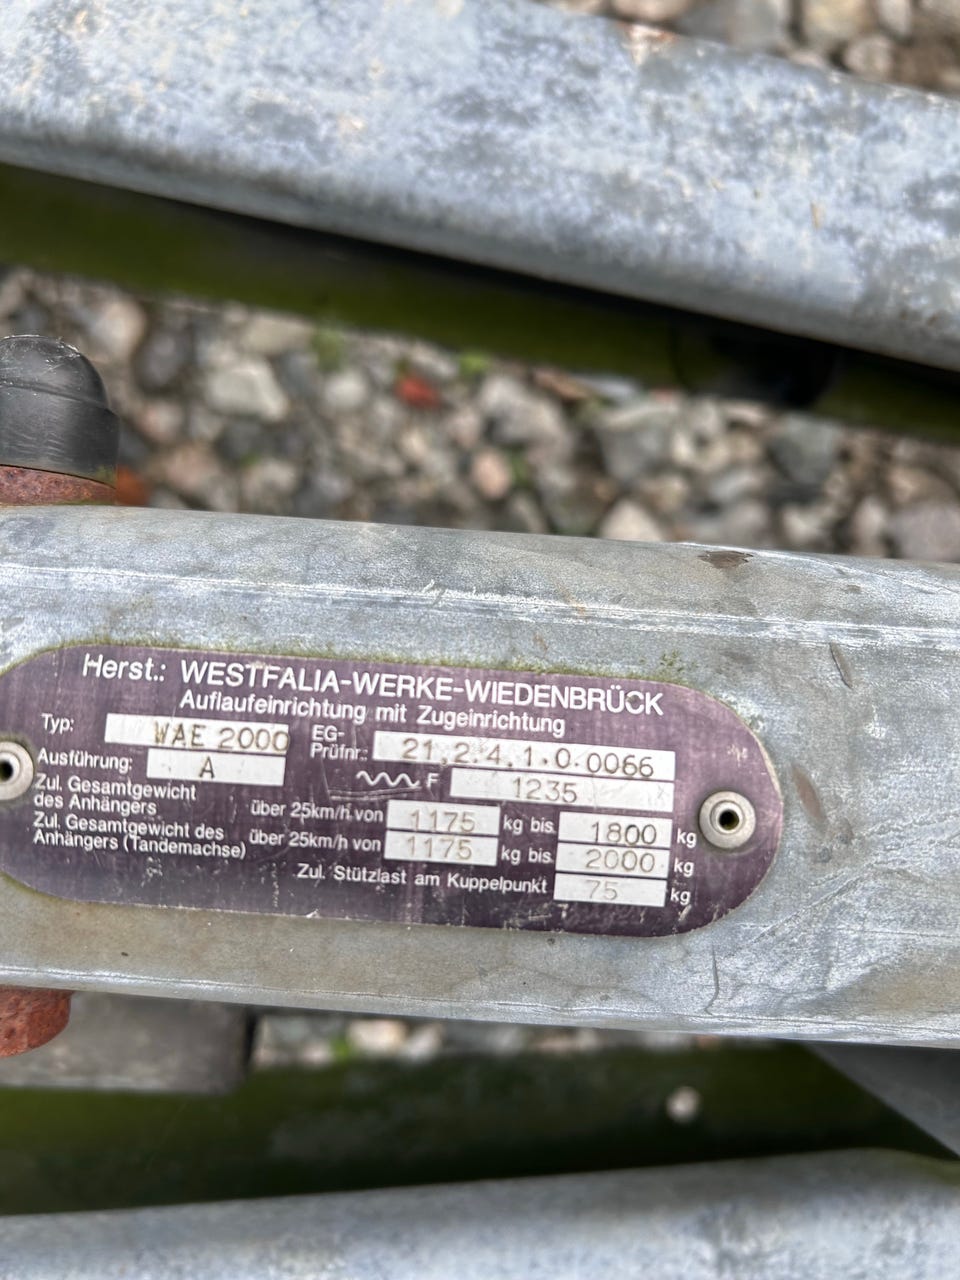 Herst.: WESTFALIA-WERKE-WIEDENBRÜCK
Auflaufeinrichtung mit Zugeinrichtung
Typ: WAE 2000 EG-Prüfnr.: 21.2.4.1.0.0066
Ausführung: A F 1235
Zul. Gesamtgewicht des Anhängers über 25km/h von 1175 kg bis 1800 kg
Zul. Gesamtgewicht des Anhängers (Tandemachse) über 25km/h von 1175 kg bis 2000 kg
Zul. Stützlast am Kuppelpunkt 75 kg